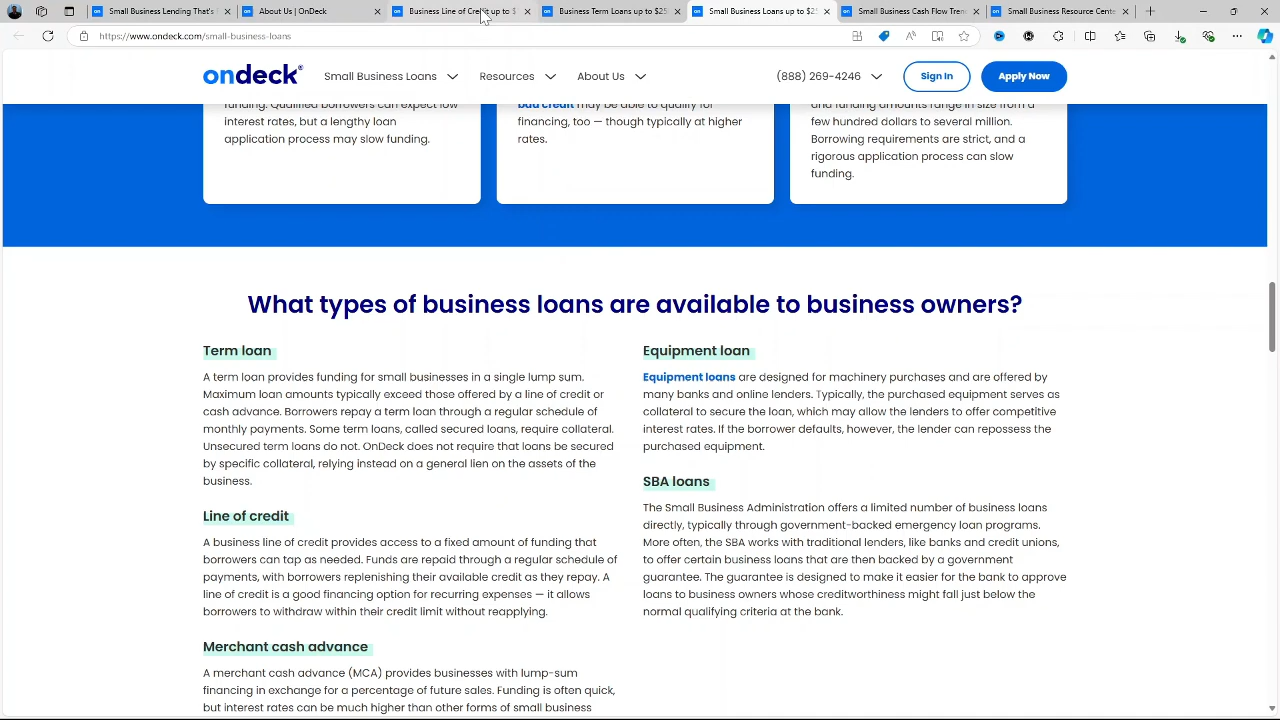 Small Business Lending That's
About Us | OnDeck
Business Line of Credit up to $
Business Term Loans up to $25
Small Business Loans up to $25
Small Business Cash Flow Trem
Small Business Resource Cente
https://www.ondeck.com/small-business-loans
ondeck
Small Business Loans
Resources
About Us
(888) 269-4246
Sign In
Apply Now
funding. Qualified borrowers can expect low
interest rates, but a lengthy loan
application process may slow funding.
bad credit may be able to qualify for
financing, too — though typically at higher
rates.
and funding amounts range in size from a
few hundred dollars to several million.
Borrowing requirements are strict, and a
rigorous application process can slow
funding.
What types of business loans are available to business owners?
Term loan
A term loan provides funding for small businesses in a single lump sum.
Maximum loan amounts typically exceed those offered by a line of credit or
cash advance. Borrowers repay a term loan through a regular schedule of
monthly payments. Some term loans, called secured loans, require collateral.
Unsecured term loans do not. OnDeck does not require that loans be secured
by specific collateral, relying instead on a general lien on the assets of the
business.
Line of credit
A business line of credit provides access to a fixed amount of funding that
borrowers can tap as needed. Funds are repaid through a regular schedule of
payments, with borrowers replenishing their available credit as they repay. A
line of credit is a good financing option for recurring expenses — it allows
borrowers to withdraw within their credit limit without reapplying.
Merchant cash advance
A merchant cash advance (MCA) provides businesses with lump-sum
financing in exchange for a percentage of future sales. Funding is often quick,
but interest rates can be much higher than other forms of small business
Equipment loan
Equipment loans are designed for machinery purchases and are offered by
many banks and online lenders. Typically, the purchased equipment serves as
collateral to secure the loan, which may allow the lenders to offer competitive
interest rates. If the borrower defaults, however, the lender can repossess the
purchased equipment.
SBA loans
The Small Business Administration offers a limited number of business loans
directly, typically through government-backed emergency loan programs.
More often, the SBA works with traditional lenders, like banks and credit unions,
to offer certain business loans that are then backed by a government
guarantee. The guarantee is designed to make it easier for the bank to approve
loans to business owners whose creditworthiness might fall just below the
normal qualifying criteria at the bank.